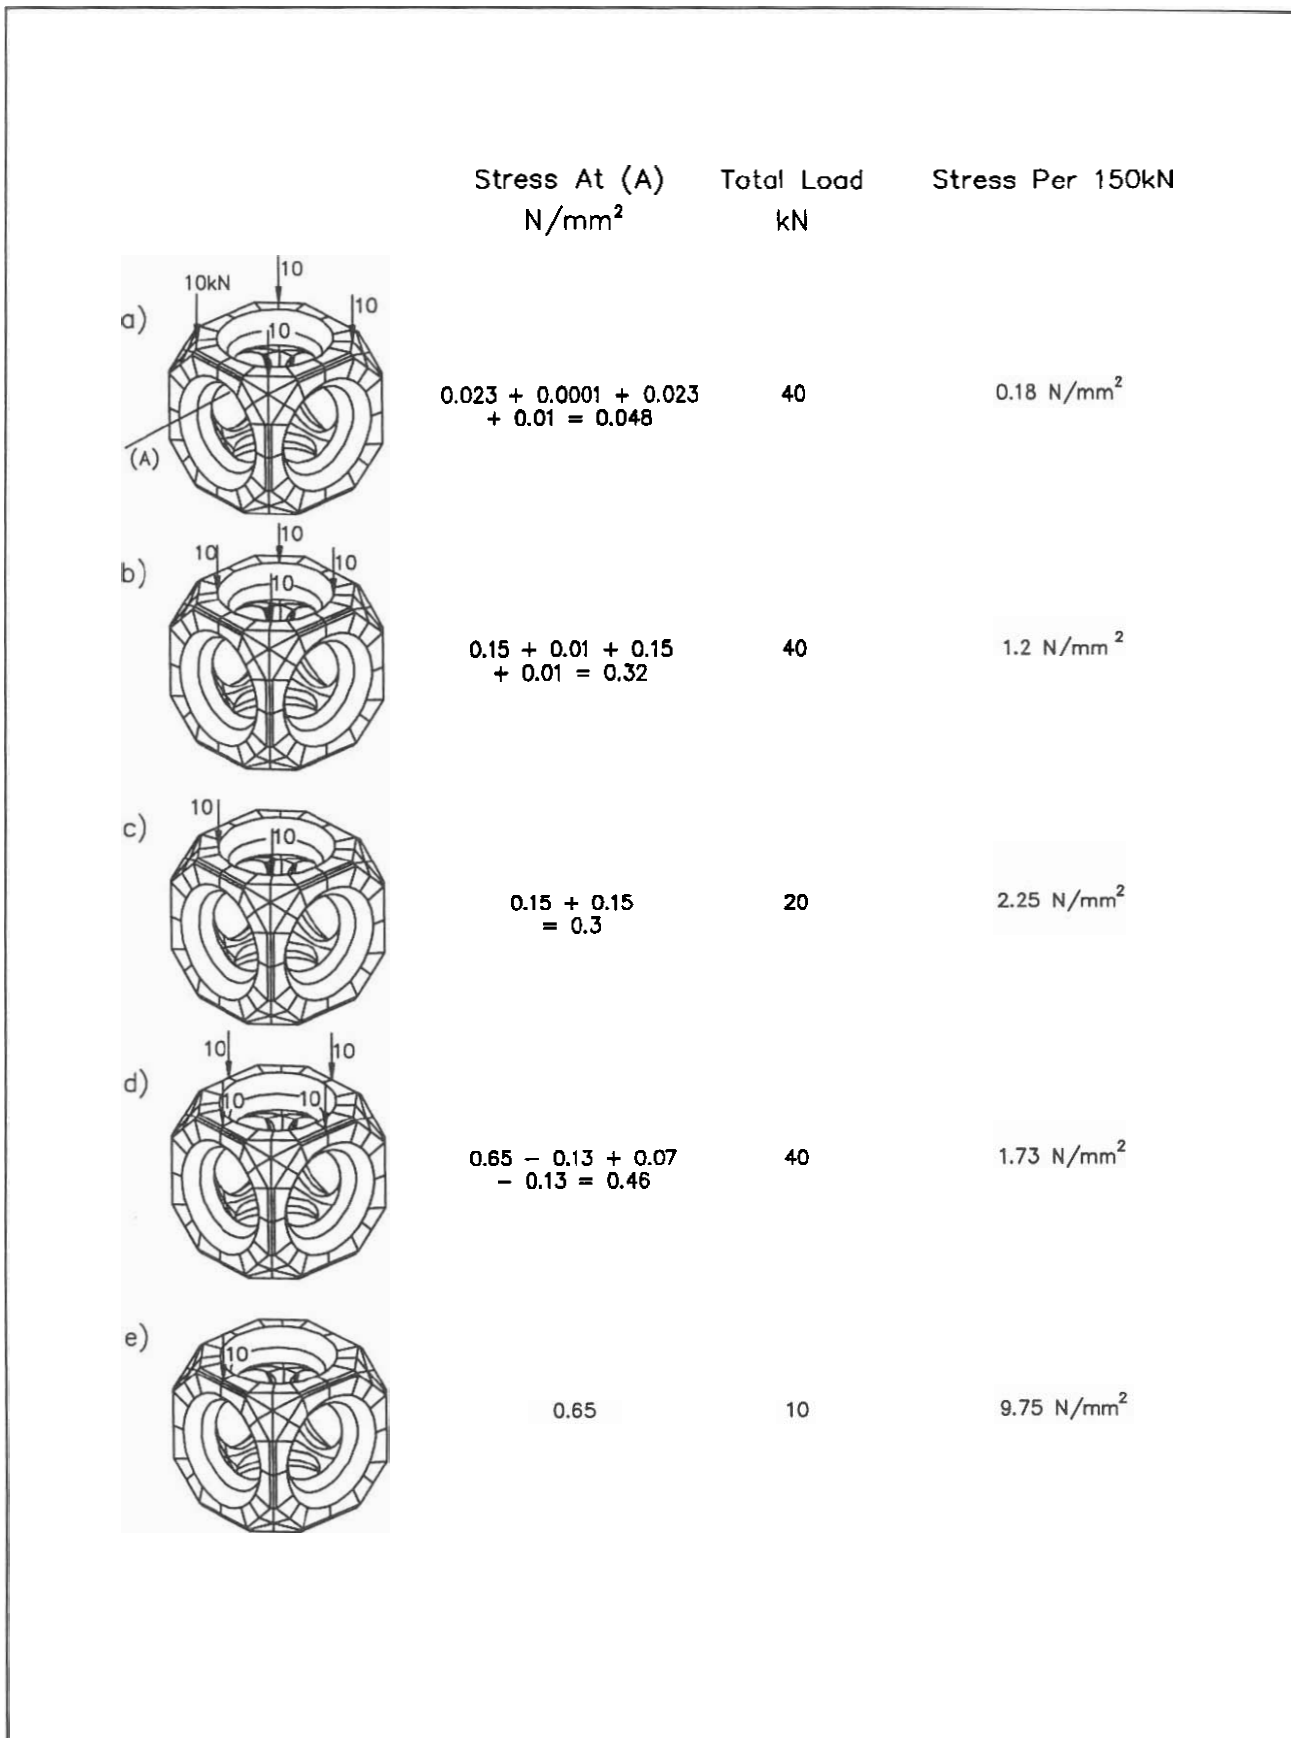 Stress At (A) Total Load Stress Per 150kN
N/mm² kN
a) 10kN 10 10 10
(A)
0.023 + 0.0001 + 0.023 40 0.18 N/mm²
+ 0.01 = 0.048
b) 10 10 10 10
0.15 + 0.01 + 0.15 40 1.2 N/mm²
+ 0.01 = 0.32
c) 10 10
0.15 + 0.15 20 2.25 N/mm²
= 0.3
d) 10 10 10 10
0.65 − 0.13 + 0.07 40 1.73 N/mm²
− 0.13 = 0.46
e) 10
0.65 10 9.75 N/mm²